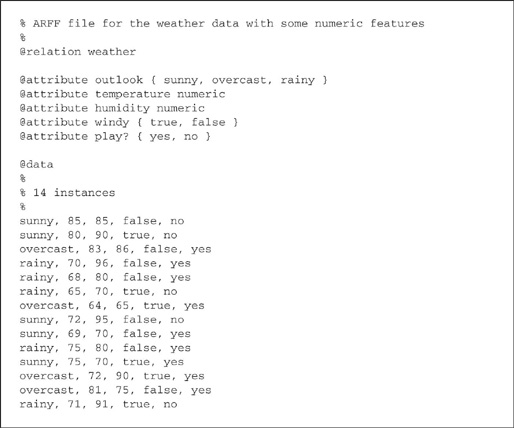 % ARFF file for the weather data with some numeric features
%
@relation weather
@attribute outlook { sunny, overcast, rainy }
@attribute temperature numeric
@attribute humidity numeric
@attribute windy { true, false }
@attribute play? { yes, no }
@data
%
% 14 instances
%
sunny, 85, 85, false, no
sunny, 80, 90, true, no
overcast, 83, 86, false, yes
rainy, 70, 96, false, yes
rainy, 68, 80, false, yes
rainy, 65, 70, true, no
overcast, 64, 65, true, yes
sunny, 72, 95, false, no
sunny, 69, 70, false, yes
rainy, 75, 80, false, yes
sunny, 75, 70, true, yes
overcast, 72, 90, true, yes
overcast, 81, 75, false, yes
rainy, 71, 91, true, no